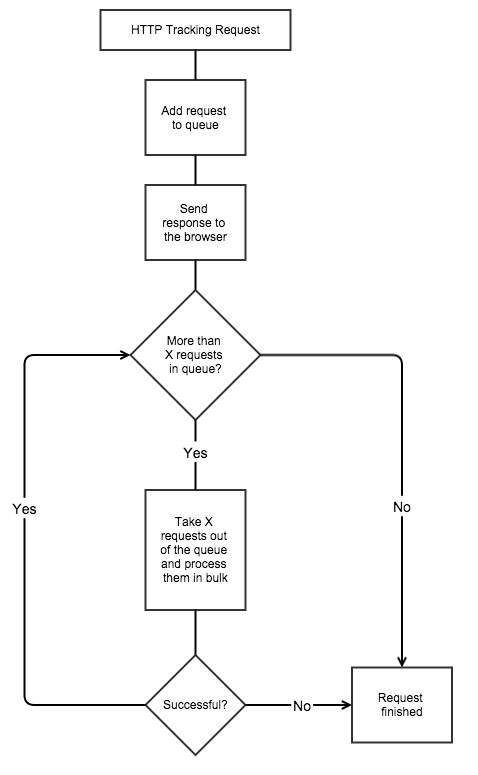 HTTP Tracking Request
Add request
to queue
Send
response to
the browser
More than
X requests
in queue?
Yes
Yes
No
Take X
requests out
of the queue
and process
them in bulk
Successful?
No
Request
finished